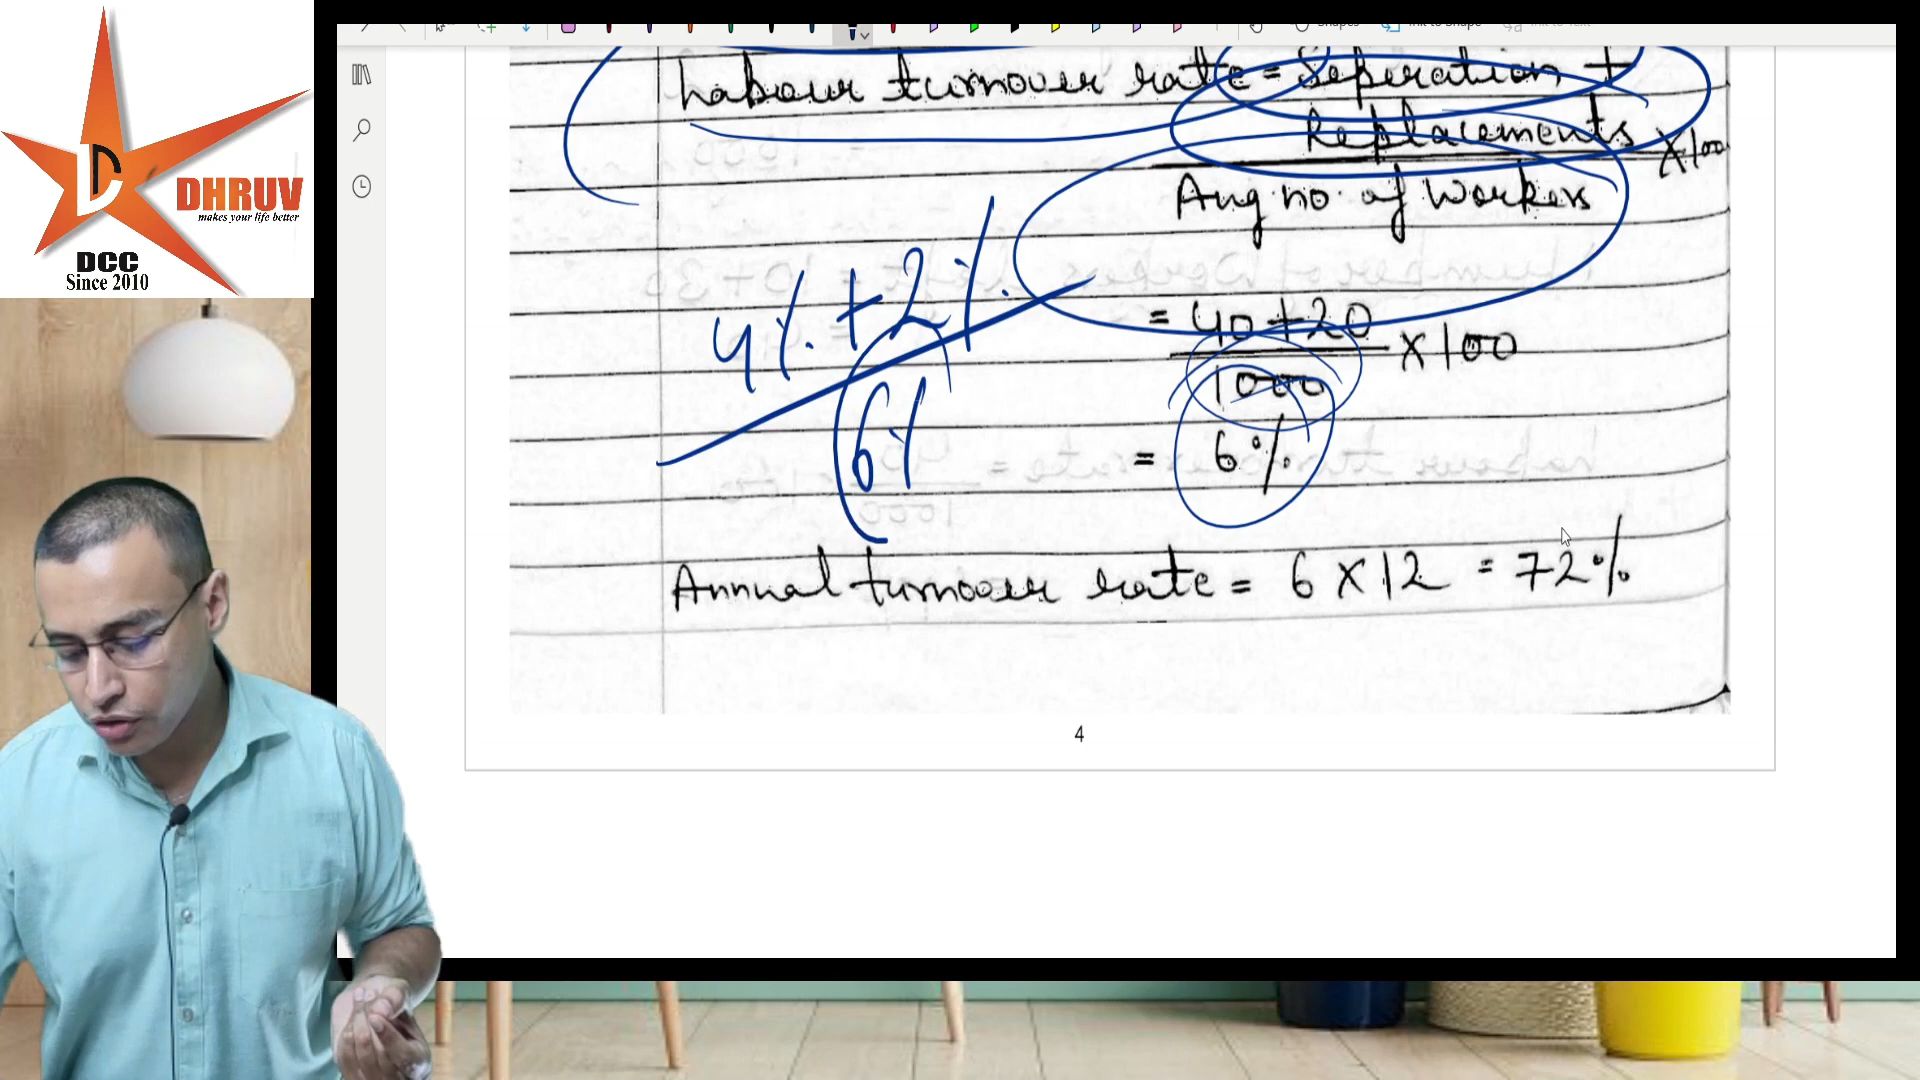 DHRUV
makes your life better
DCC
Since 2010
Labour turnover rate = Seperation +
Replacements × 100
Avg no. of Workers
= 40 + 20 × 100
1000
= 6%
4% + 2%
6%
Annual turnover rate = 6 × 12 = 72%
4